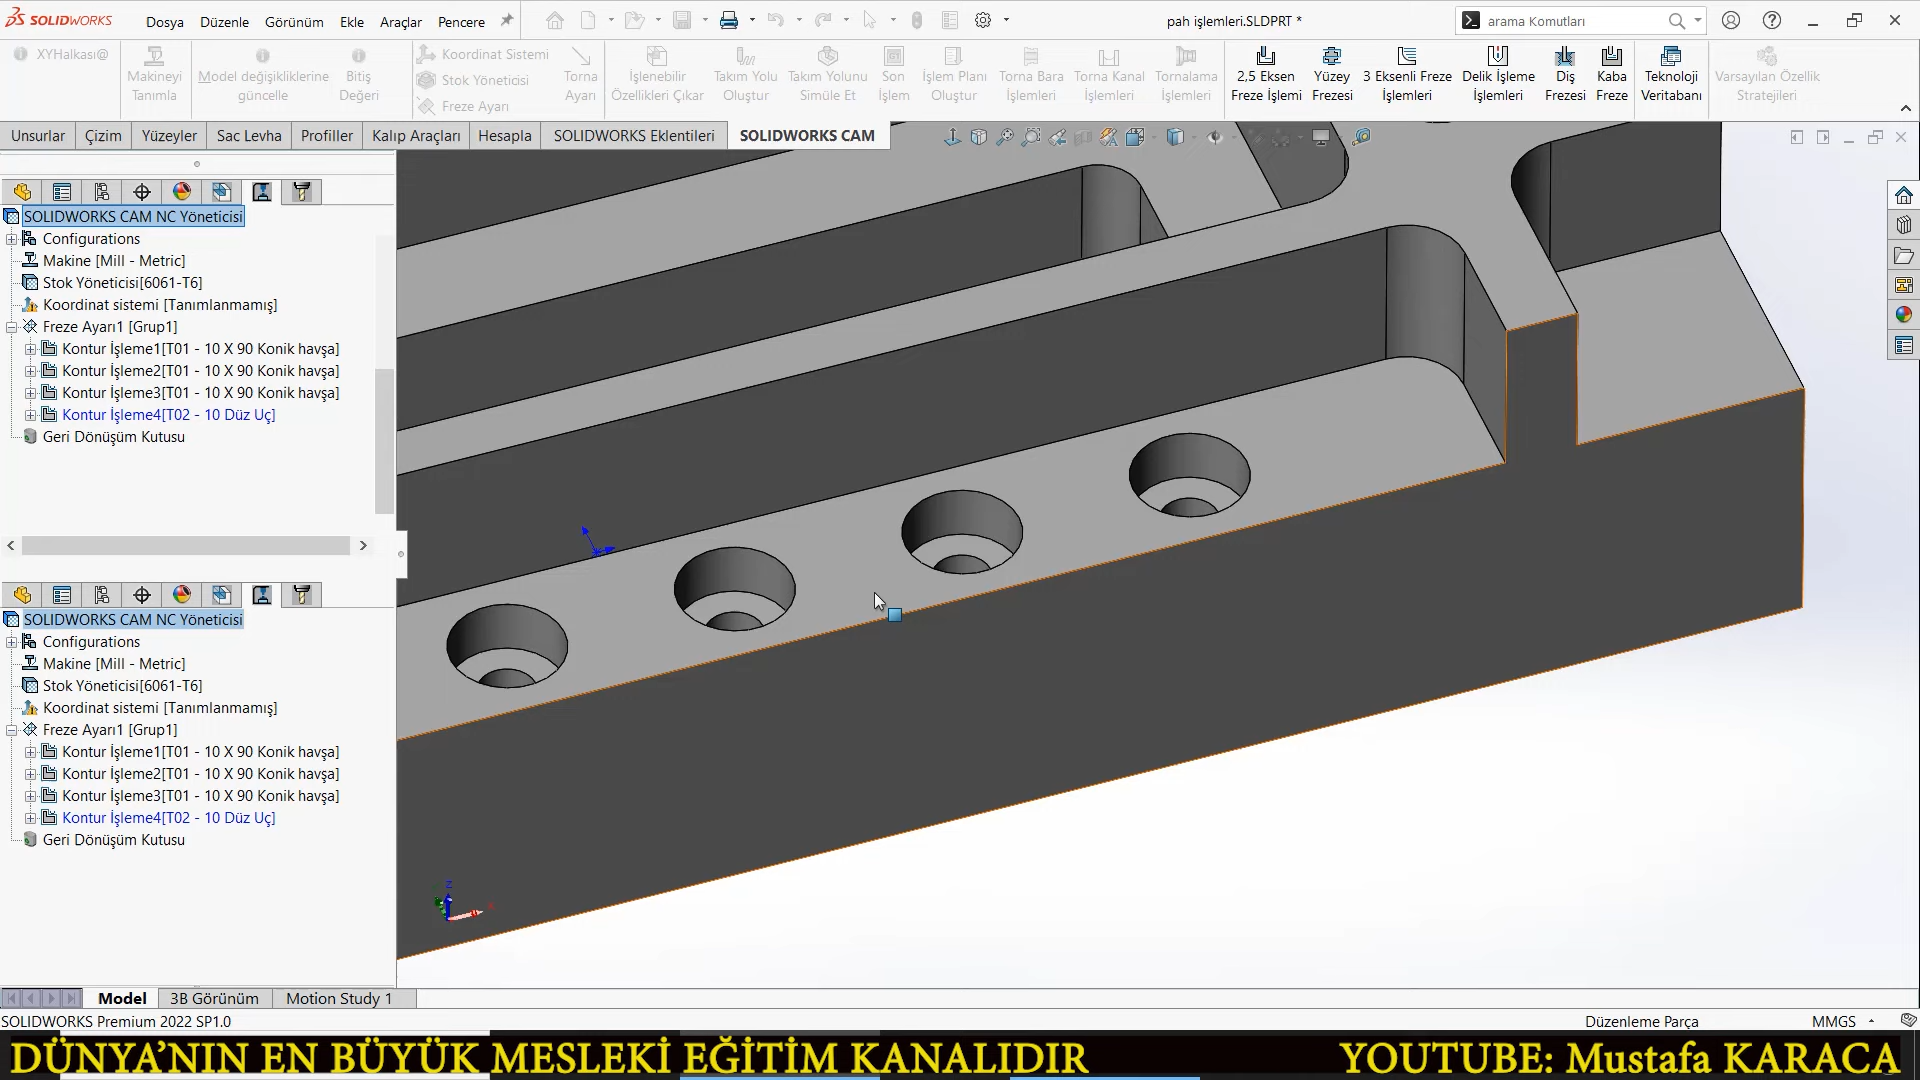 SOLIDWORKS Dosya Düzenle Görünüm Ekle Araçlar Pencere pah işlemleri.SLDPRT * arama Komutları
XYHalkası@
Makineyi Tanımla
Model değişikliklerine güncelle
Bitiş Değeri
Koordinat Sistemi
Stok Yöneticisi
Freze Ayarı
Torna Ayarı
İşlenebilir Özellikleri Çıkar
Takım Yolu Oluştur
Takım Yolunu Simüle Et
Son İşlem
İşlem Planı Oluştur
Torna Bara İşlemleri
Torna Kanal İşlemleri
Tornalama İşlemleri
2,5 Eksen Freze İşlemi
Yüzey Frezesi
3 Eksenli Freze İşlemleri
Delik İşleme İşlemleri
Diş Frezesi
Kaba Freze
Teknoloji Veritabanı
Varsayılan Özellik Stratejileri
Unsurlar Çizim Yüzeyler Sac Levha Profiller Kalıp Araçları Hesapla SOLIDWORKS Eklentileri SOLIDWORKS CAM
SOLIDWORKS CAM NC Yöneticisi
Configurations
Makine [Mill - Metric]
Stok Yöneticisi[6061-T6]
Koordinat sistemi [Tanımlanmamış]
Freze Ayarı1 [Grup1]
Kontur İşleme1[T01 - 10 X 90 Konik havşa]
Kontur İşleme2[T01 - 10 X 90 Konik havşa]
Kontur İşleme3[T01 - 10 X 90 Konik havşa]
Kontur İşleme4[T02 - 10 Düz Uç]
Geri Dönüşüm Kutusu
SOLIDWORKS CAM NC Yöneticisi
Configurations
Makine [Mill - Metric]
Stok Yöneticisi[6061-T6]
Koordinat sistemi [Tanımlanmamış]
Freze Ayarı1 [Grup1]
Kontur İşleme1[T01 - 10 X 90 Konik havşa]
Kontur İşleme2[T01 - 10 X 90 Konik havşa]
Kontur İşleme3[T01 - 10 X 90 Konik havşa]
Kontur İşleme4[T02 - 10 Düz Uç]
Geri Dönüşüm Kutusu
Z
Model 3B Görünüm Motion Study 1
SOLIDWORKS Premium 2022 SP1.0 Düzenleme Parça MMGS
DÜNYA'NIN EN BÜYÜK MESLEKİ EĞİTİM KANALIDIR YOUTUBE: Mustafa KARACA